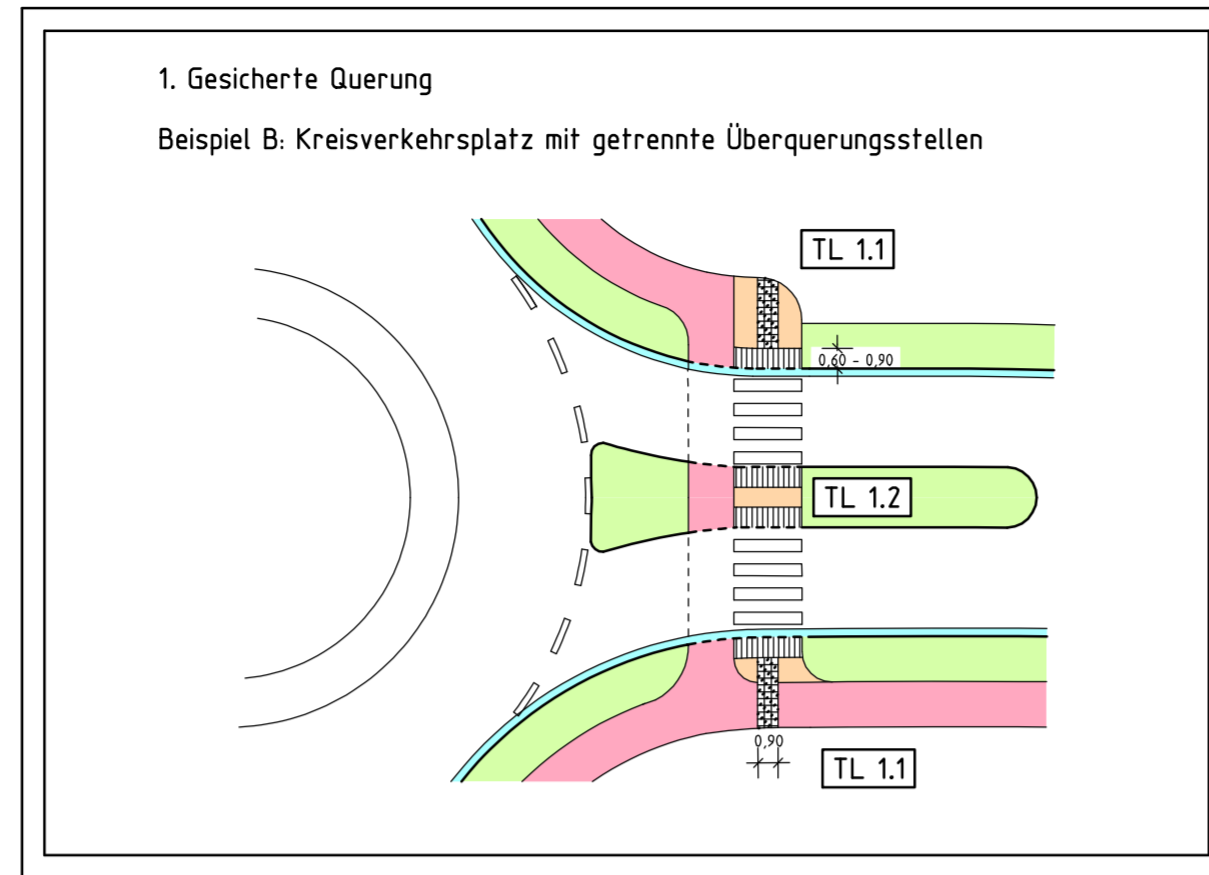 1. Gesicherte Querung
Beispiel B: Kreisverkehrsplatz mit getrennte Überquerungsstellen
TL 1.1
0,60 - 0,90
TL 1.2
0,90
TL 1.1